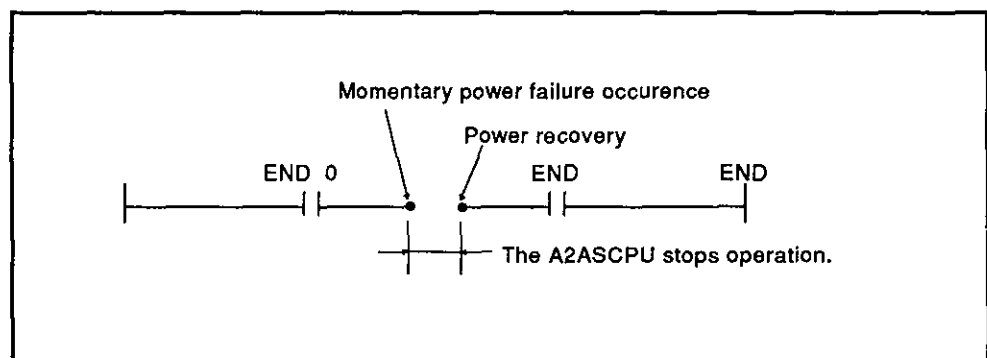 Momentary power failure occurence
Power recovery
END 0 END END
The A2ASCPU stops operation.